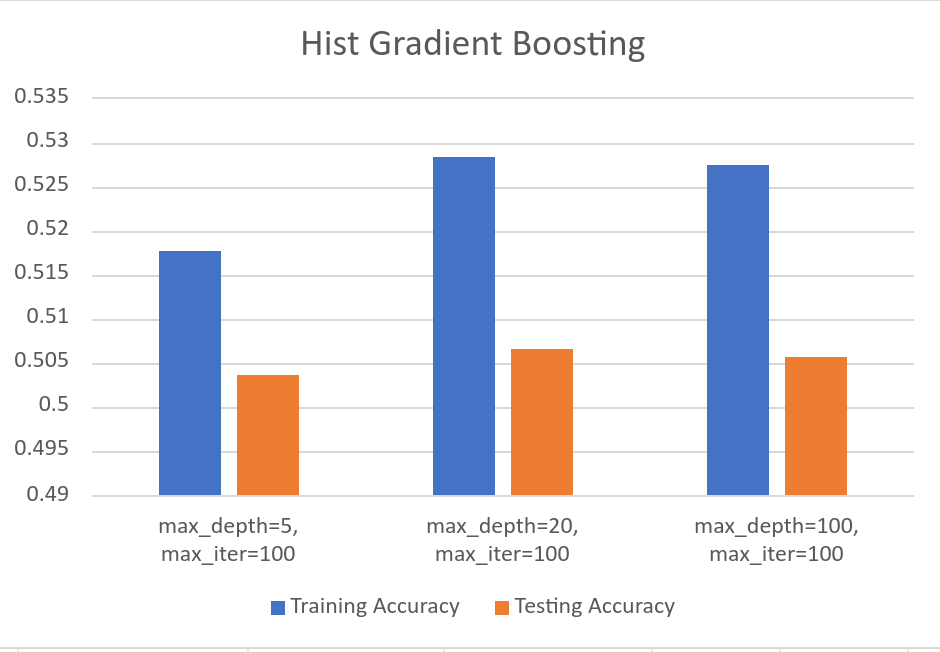 Hist Gradient Boosting
0.535
0.53
0.525
0.52
0.515
0.51
0.505
0.5
0.495
0.49
max_depth=5,
max_iter=100
max_depth=20,
max_iter=100
max_depth=100,
max_iter=100
Training Accuracy
Testing Accuracy